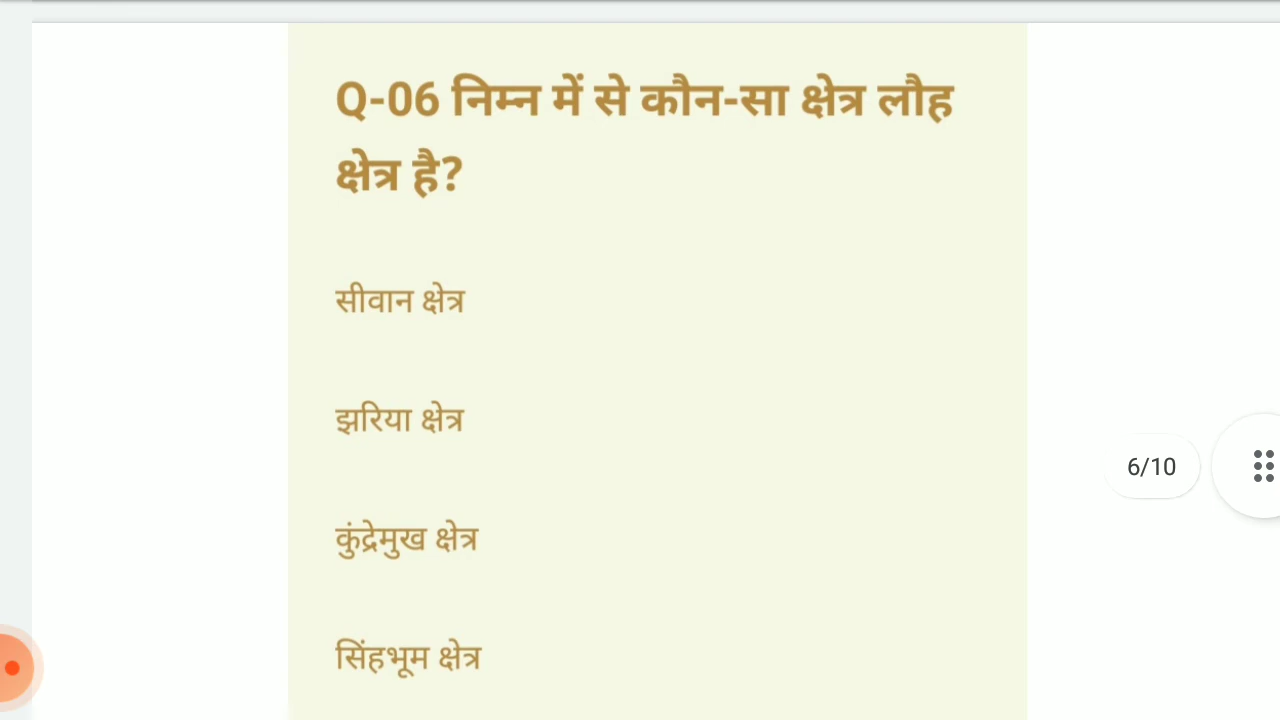 Q-06 निम्न में से कौन-सा क्षेत्र लौह
क्षेत्र है?
सीवान क्षेत्र
झरिया क्षेत्र
कुंद्रेमुख क्षेत्र
6/10
सिंहभूम क्षेत्र